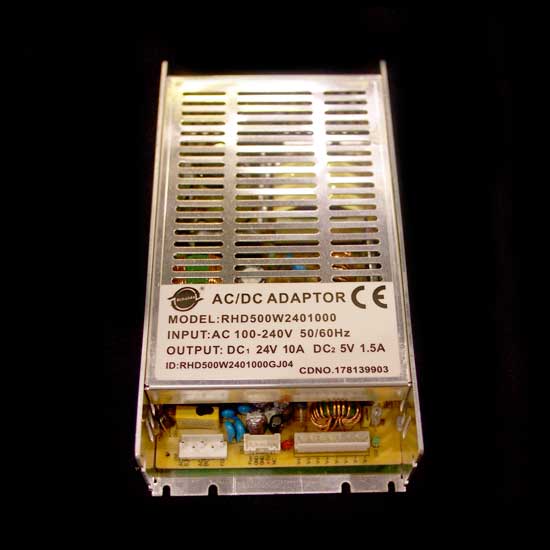 AC/DC ADAPTOR CE
MODEL:RHD500W2401000
INPUT:AC 100-240V 50/60Hz
OUTPUT: DC1 24V 10A DC2 5V 1.5A
ID:RHD500W2401000GJ04 CDNO.178139903